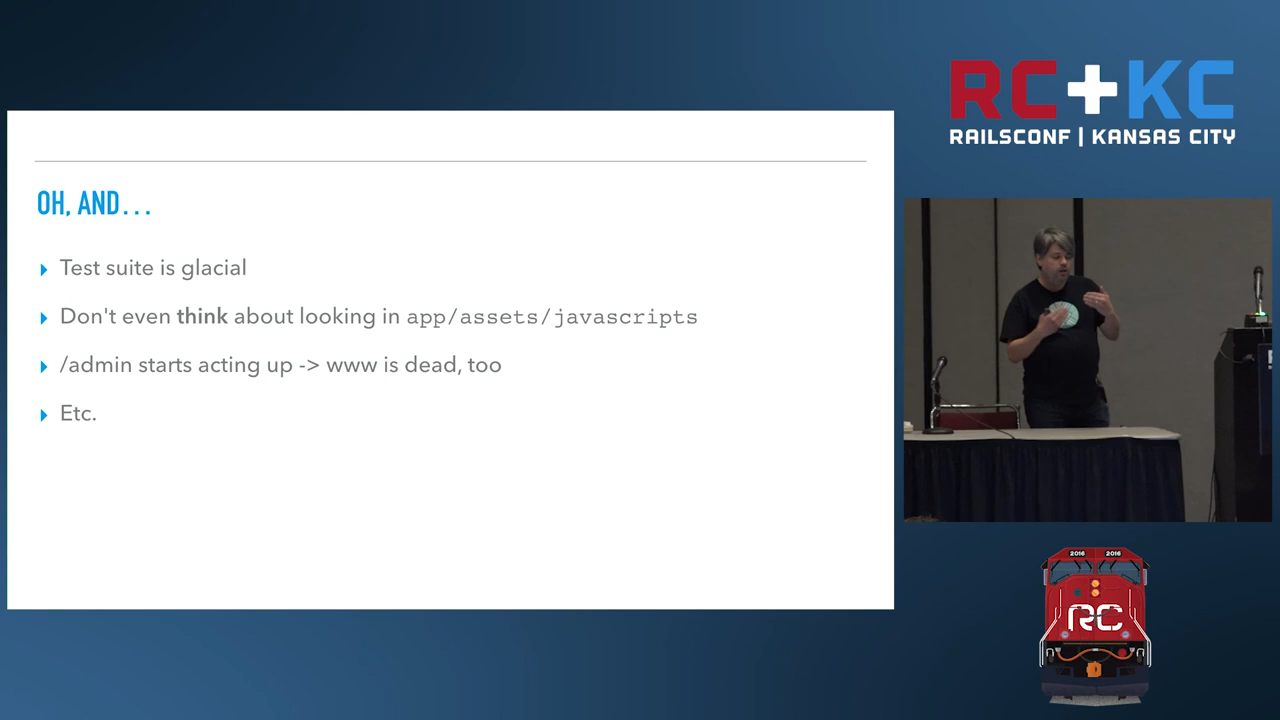 RC+KC
RAILSCONF | KANSAS CITY
OH, AND...
Test suite is glacial
Don't even think about looking in app/assets/javascripts
/admin starts acting up -> www is dead, too
Etc.
2016 2016
RC